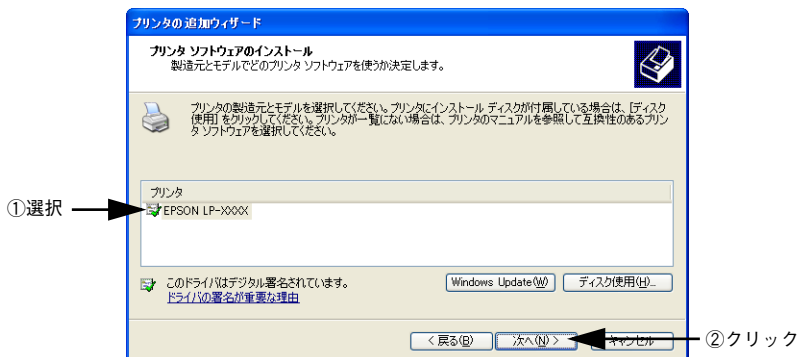 プリンタの追加ウィザード
プリンタ ソフトウェアのインストール
製造元とモデルでどのプリンタ ソフトウェアを使うか決定します。
プリンタの製造元とモデルを選択してください。プリンタにインストール ディスクが付属している場合は、[ディスク
使用] をクリックしてください。プリンタが一覧にない場合は、プリンタのマニュアルを参照して互換性のあるプリン
タ ソフトウェアを選択してください。
プリンタ
①選択
EPSON LP-XXXX
このドライバはデジタル署名されています。
ドライバの署名が重要な理由
Windows Update(W)
ディスク使用(H)...
< 戻る(B)
次へ(N) >
キャンセル
②クリック